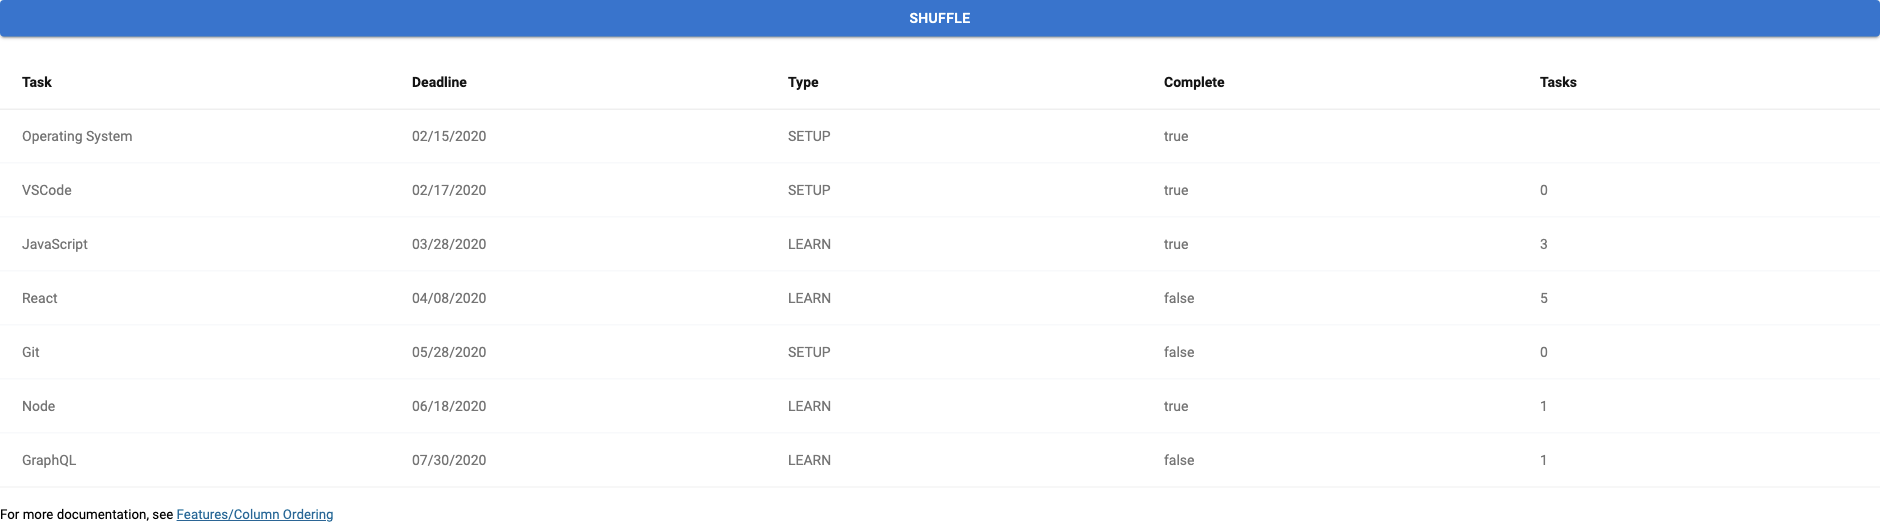 SHUFFLE
Task Deadline Type Complete Tasks
Operating System 02/15/2020 SETUP true
VSCode 02/17/2020 SETUP true 0
JavaScript 03/28/2020 LEARN true 3
React 04/08/2020 LEARN false 5
Git 05/28/2020 SETUP false 0
Node 06/18/2020 LEARN true 1
GraphQL 07/30/2020 LEARN false 1
For more documentation, see Features/Column Ordering